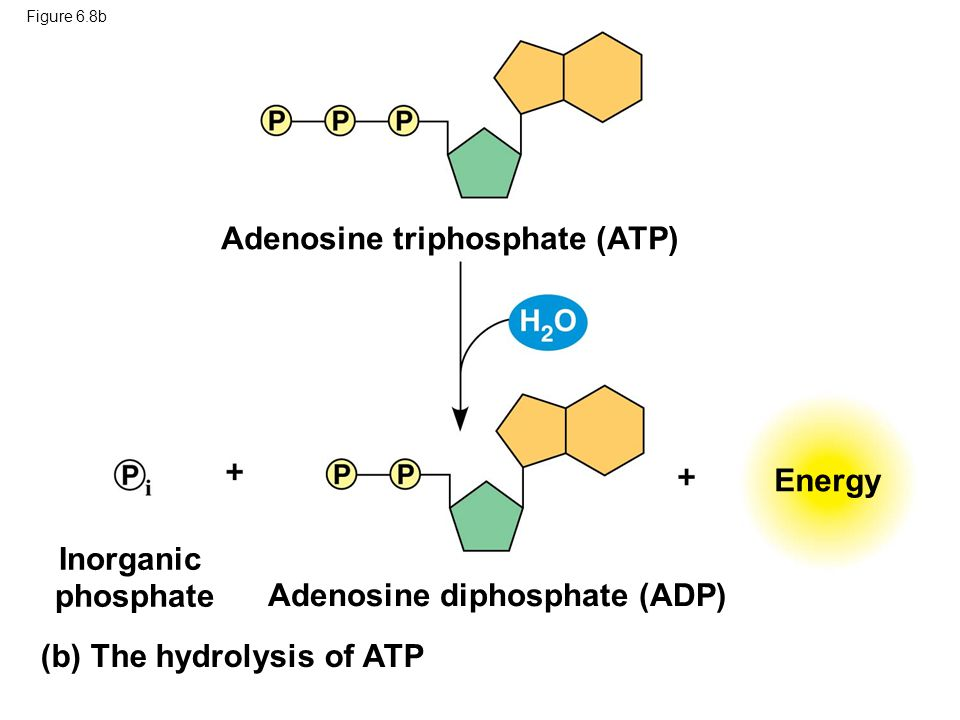 Figure 6.8b
P P P
Adenosine triphosphate (ATP)
H₂O
Pᵢ + P P + Energy
Inorganic
phosphate
Adenosine diphosphate (ADP)
(b) The hydrolysis of ATP